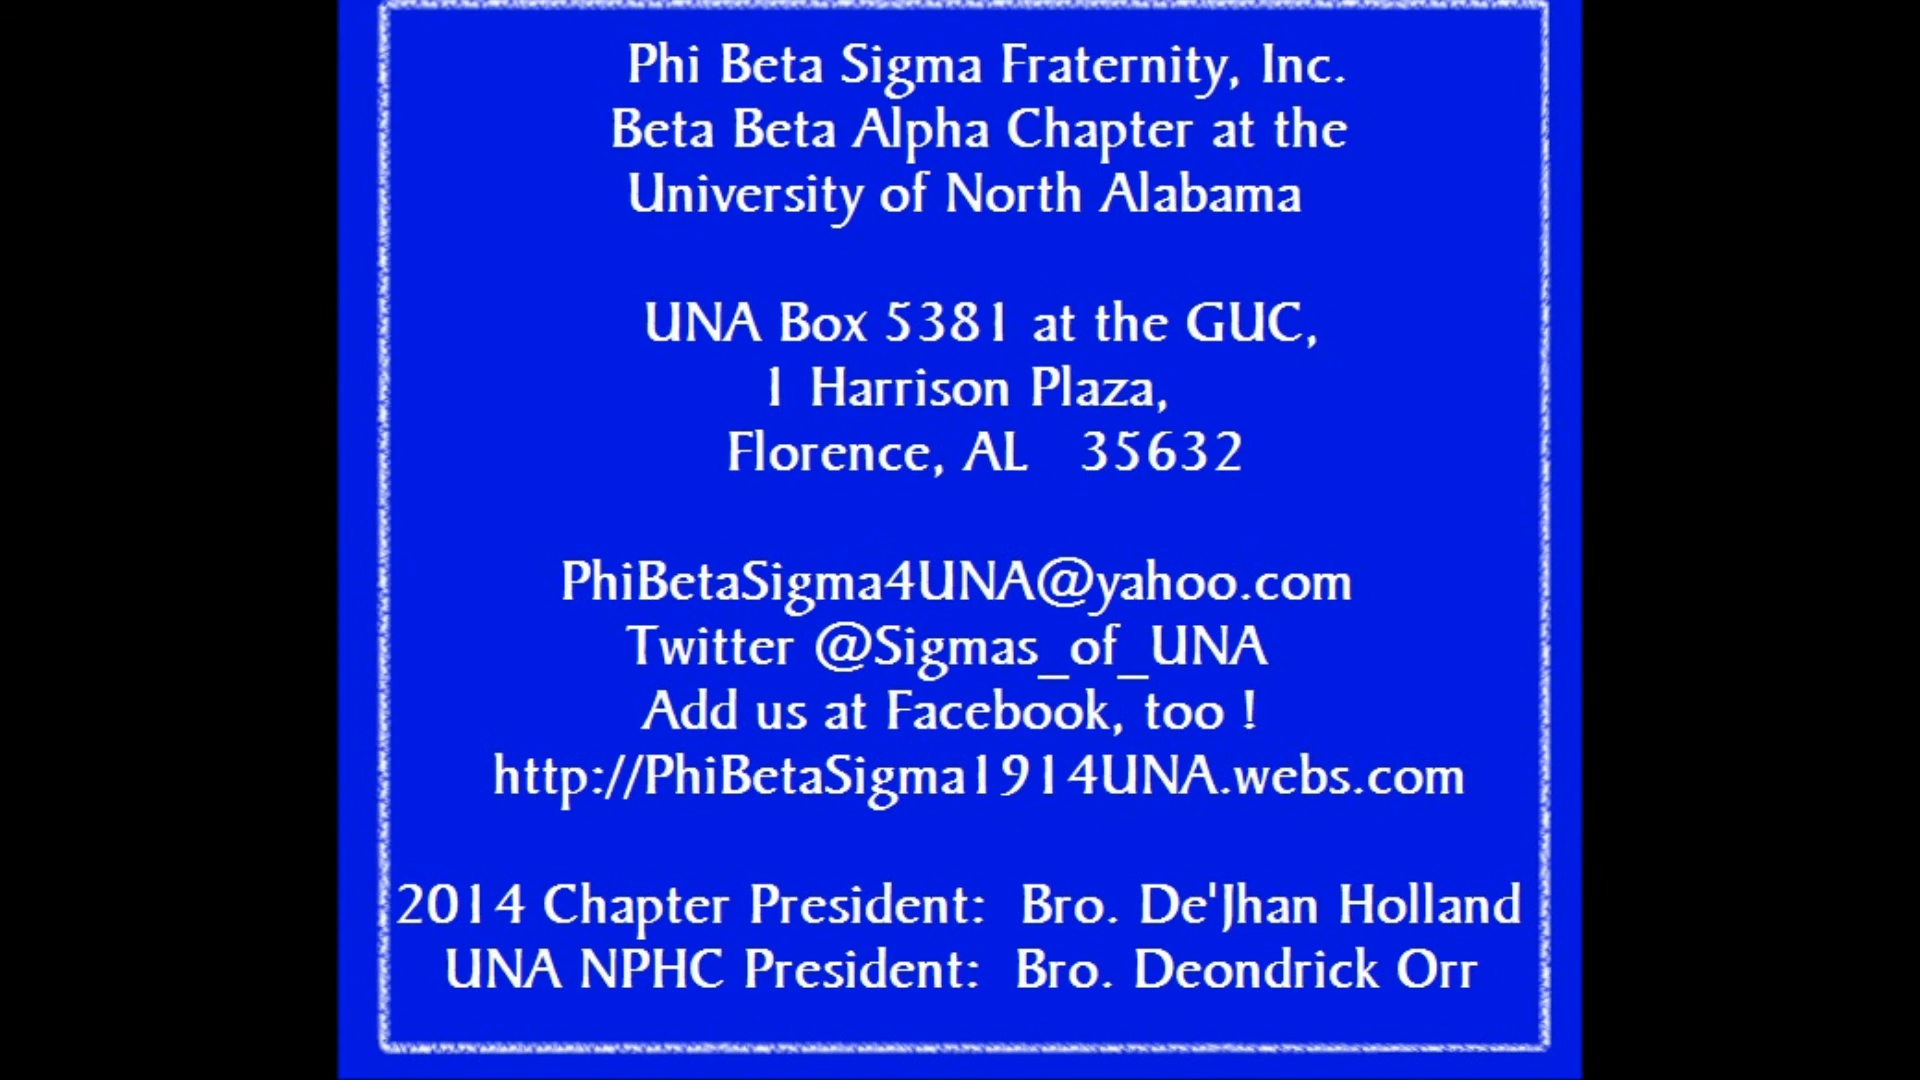 Phi Beta Sigma Fraternity, Inc.
Beta Beta Alpha Chapter at the
University of North Alabama
UNA Box 5381 at the GUC,
1 Harrison Plaza,
Florence, AL 35632
PhiBetaSigma4UNA@yahoo.com
Twitter @Sigmas_of_UNA
Add us at Facebook, too !
http://PhiBetaSigma1914UNA.webs.com
2014 Chapter President: Bro. De'Jhan Holland
UNA NPHC President: Bro. Deondrick Orr